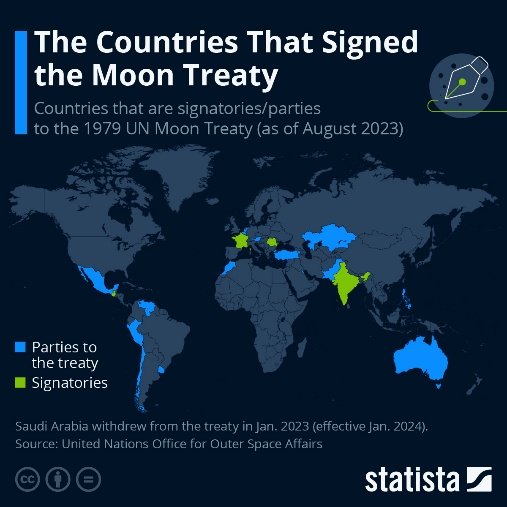 The Countries That Signed
the Moon Treaty
Countries that are signatories/parties
to the 1979 UN Moon Treaty (as of August 2023)
Parties to
the treaty
Signatories
Saudi Arabia withdrew from the treaty in Jan. 2023 (effective Jan. 2024).
Source: United Nations Office for Outer Space Affairs
cc
statista